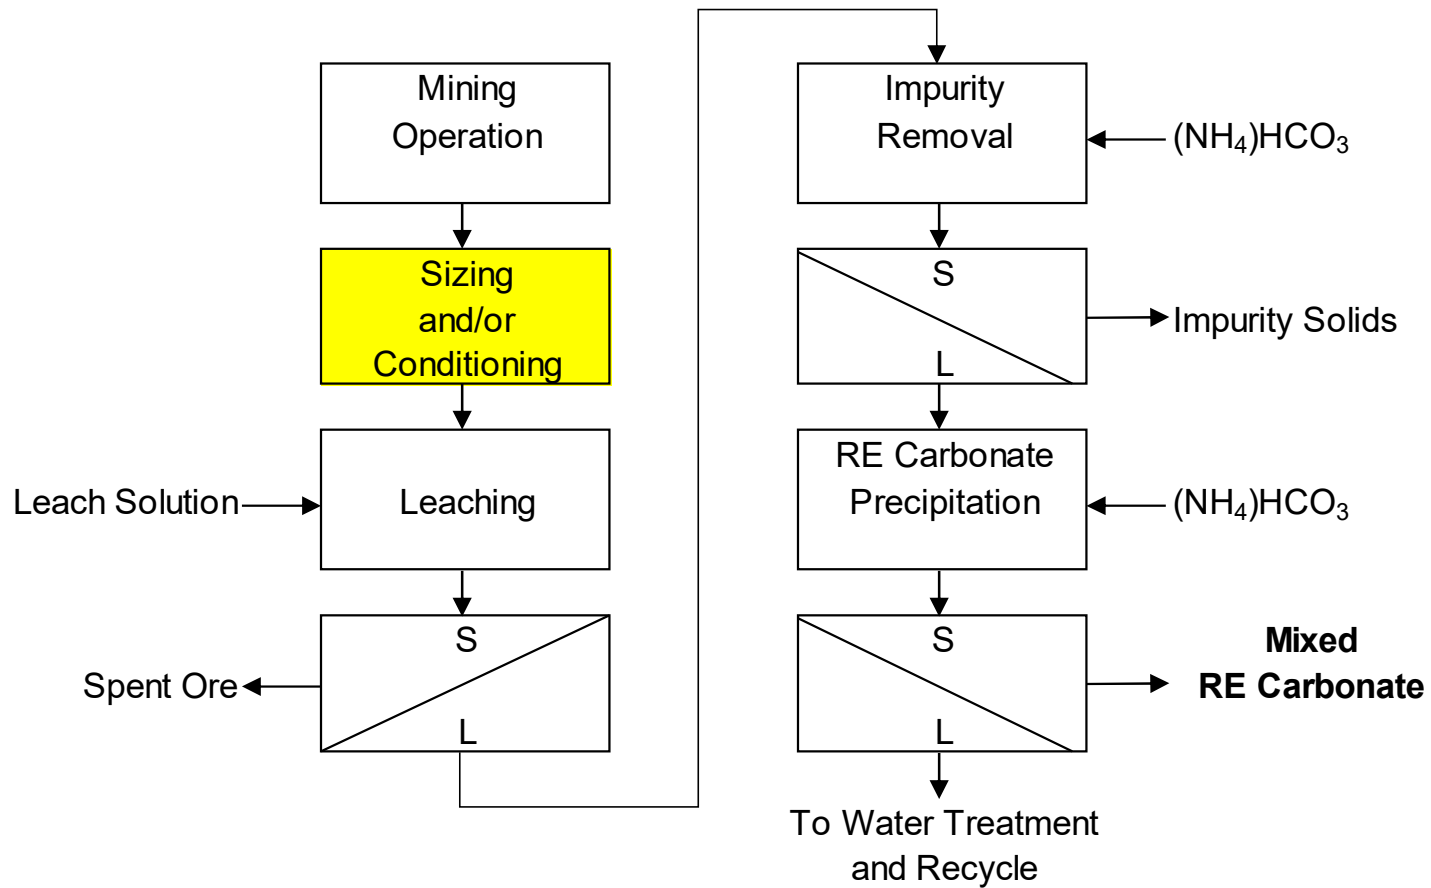 Mining
Operation
Sizing
and/or
Conditioning
Leach Solution
Leaching
S
L
Spent Ore
Impurity
Removal
(NH₄)HCO₃
S
L
Impurity Solids
RE Carbonate
Precipitation
(NH₄)HCO₃
S
L
Mixed
RE Carbonate
To Water Treatment
and Recycle